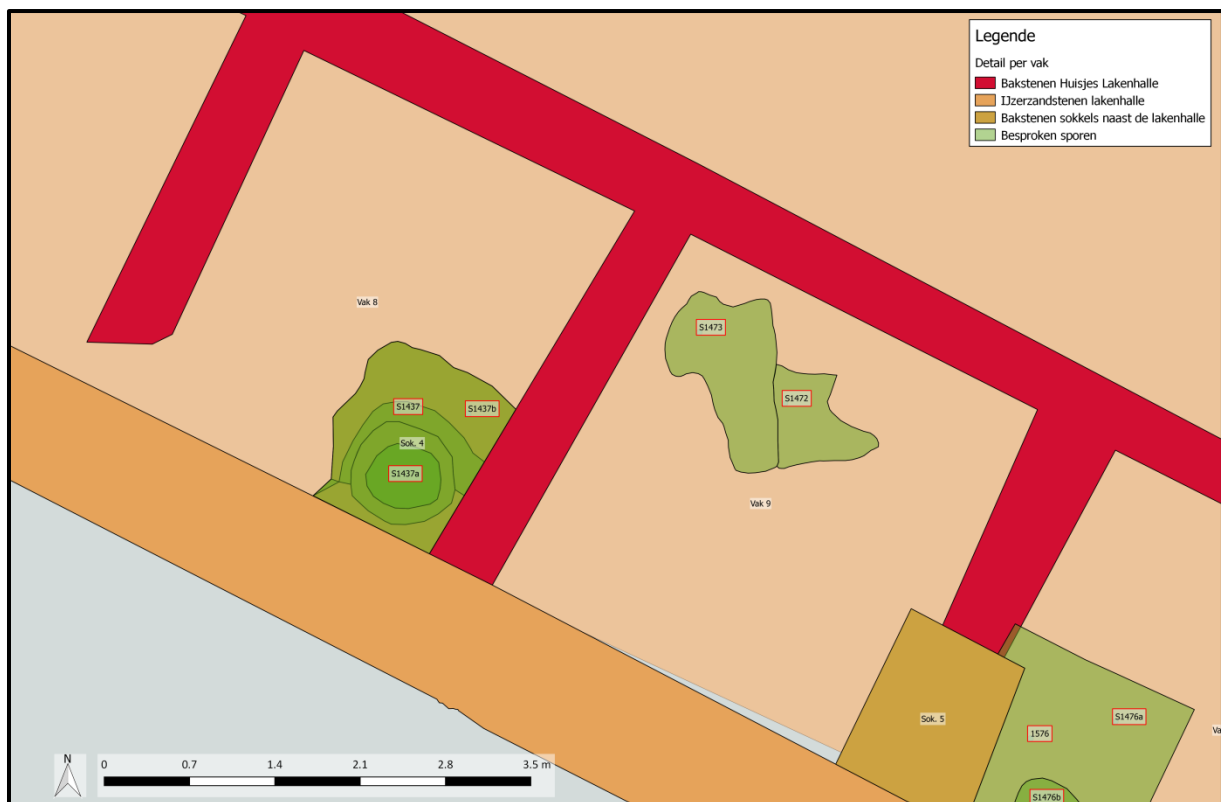 Legende
Detail per vak
Bakstenen Huisjes Lakenhalle
IJzerzandstenen lakenhalle
Bakstenen sokkels naast de lakenhalle
Besproken sporen
Vak 8
S1473
S1472
S1437
S1437b
Sok. 4
S1437a
Vak 9
Sok. 5
S1476a
1576
Va
S1476b
N
0 0.7 1.4 2.1 2.8 3.5 m